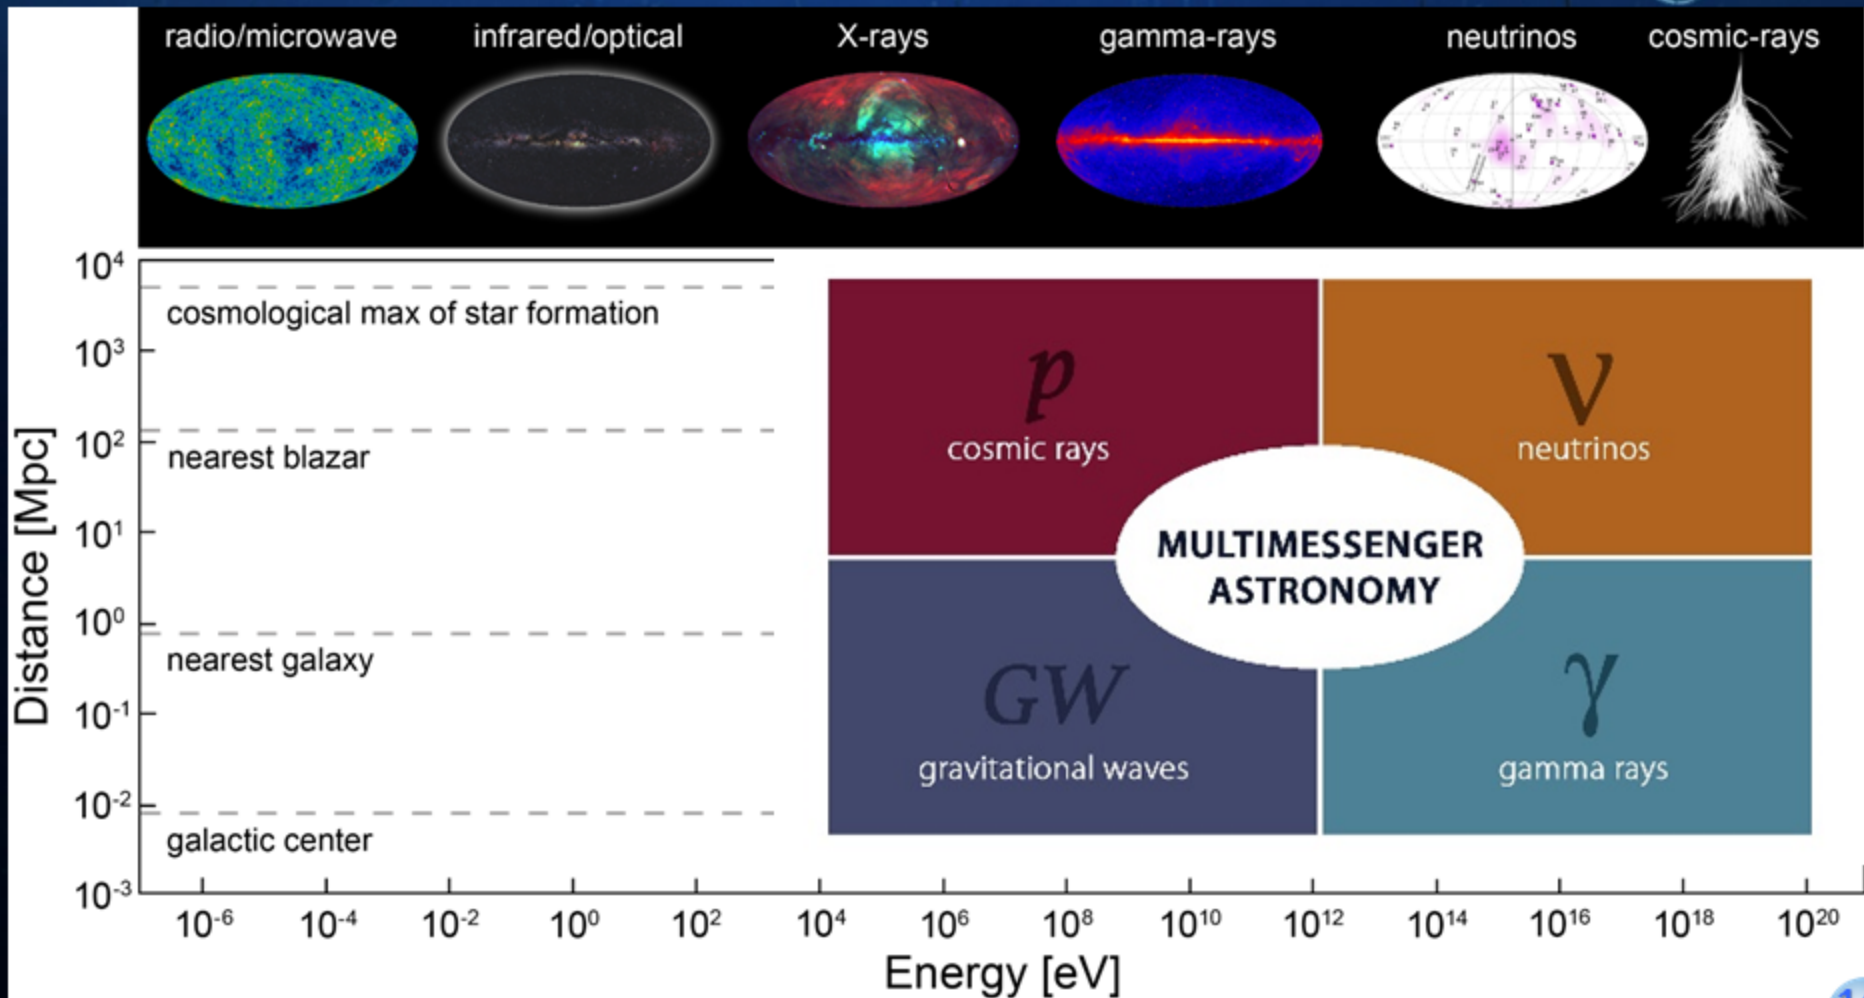 radio/microwave infrared/optical X-rays gamma-rays neutrinos cosmic-rays
Distance [Mpc]
10⁴
cosmological max of star formation
10³
10²
nearest blazar
10¹
10⁰
nearest galaxy
10⁻¹
10⁻²
galactic center
10⁻³
p
cosmic rays
ν
neutrinos
MULTIMESSENGER
ASTRONOMY
GW
gravitational waves
γ
gamma rays
10⁻⁶ 10⁻⁴ 10⁻² 10⁰ 10² 10⁴ 10⁶ 10⁸ 10¹⁰ 10¹² 10¹⁴ 10¹⁶ 10¹⁸ 10²⁰
Energy [eV]